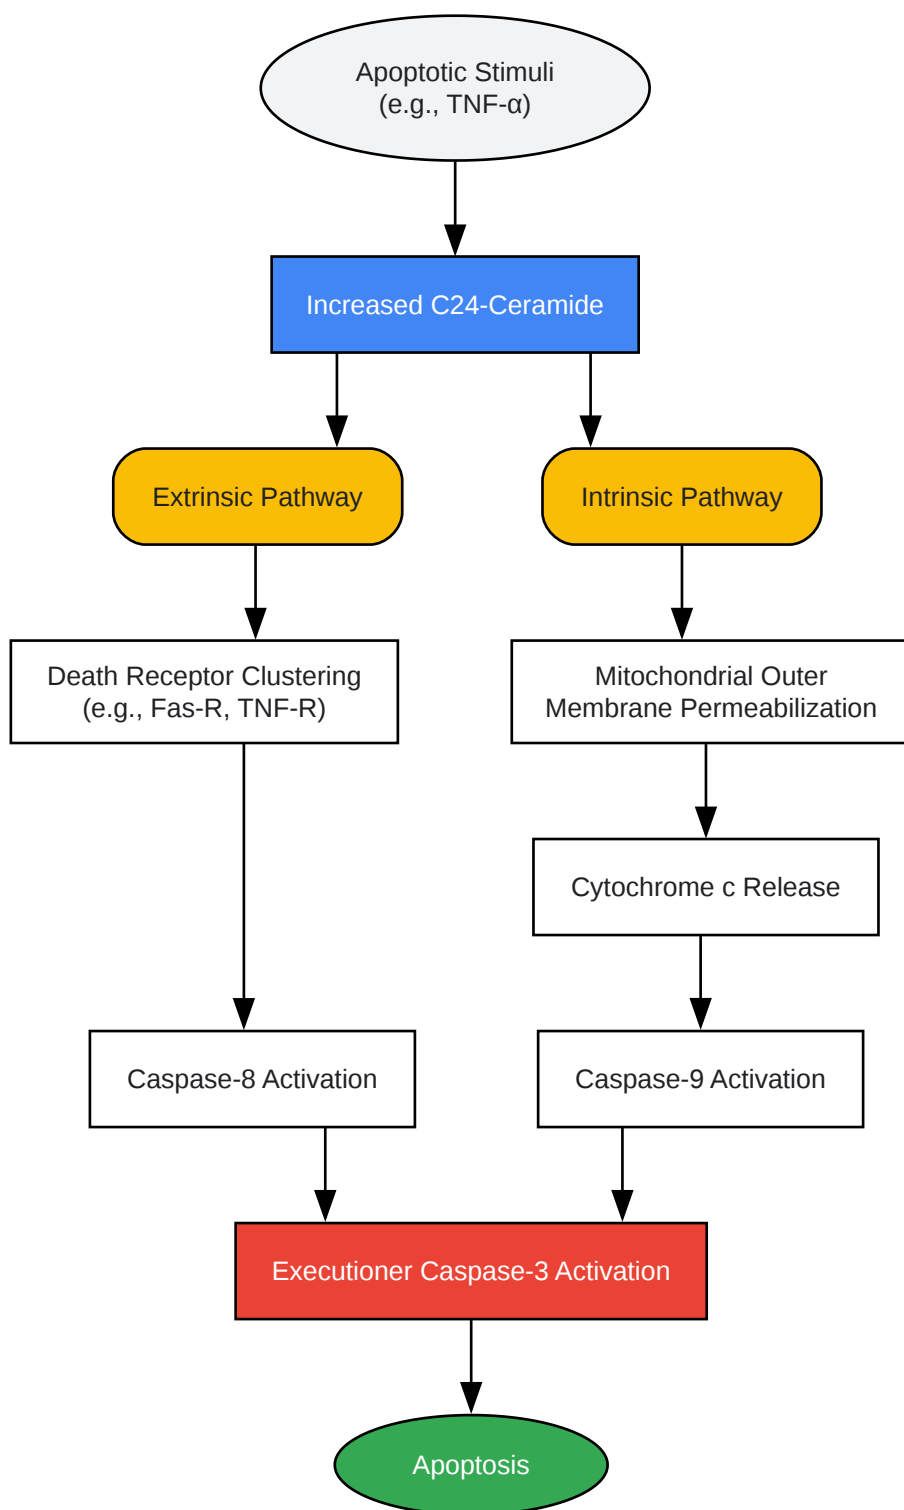 Apoptotic Stimuli
(e.g., TNF-α)
Increased C24-Ceramide
Extrinsic Pathway
Intrinsic Pathway
Death Receptor Clustering
(e.g., Fas-R, TNF-R)
Mitochondrial Outer
Membrane Permeabilization
Cytochrome c Release
Caspase-8 Activation
Caspase-9 Activation
Executioner Caspase-3 Activation
Apoptosis